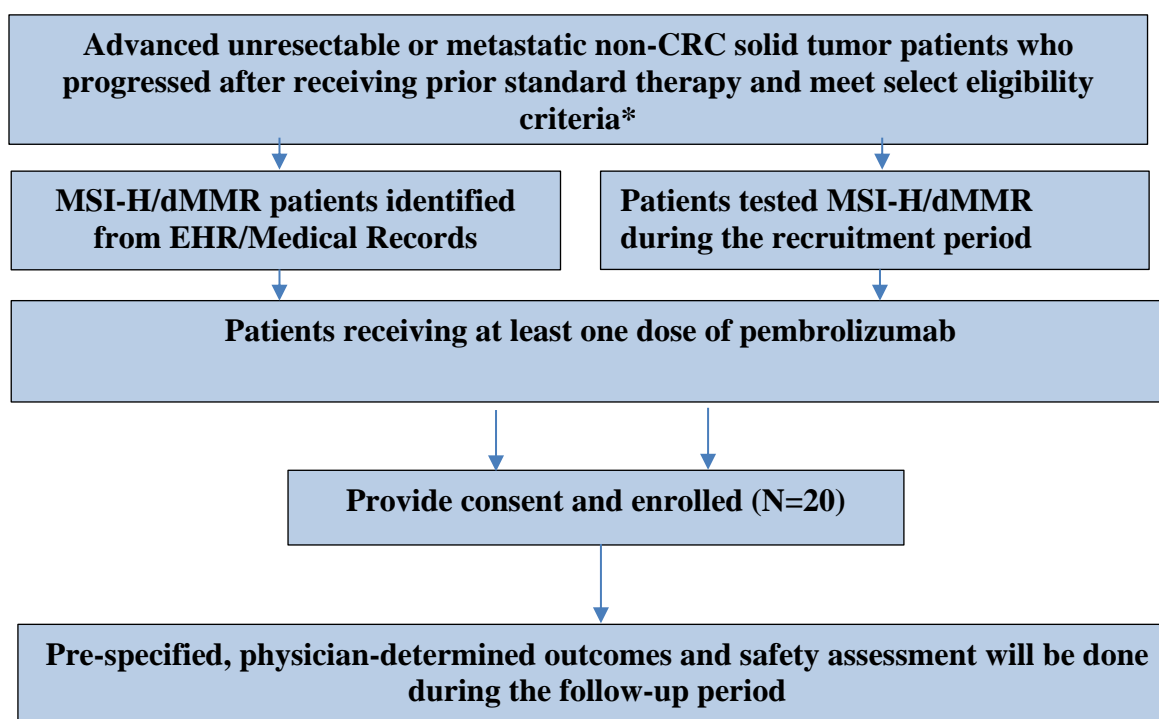 Advanced unresectable or metastatic non-CRC solid tumor patients who
progressed after receiving prior standard therapy and meet select eligibility
criteria*
MSI-H/dMMR patients identified
from EHR/Medical Records
Patients tested MSI-H/dMMR
during the recruitment period
Patients receiving at least one dose of pembrolizumab
Provide consent and enrolled (N=20)
Pre-specified, physician-determined outcomes and safety assessment will be done
during the follow-up period